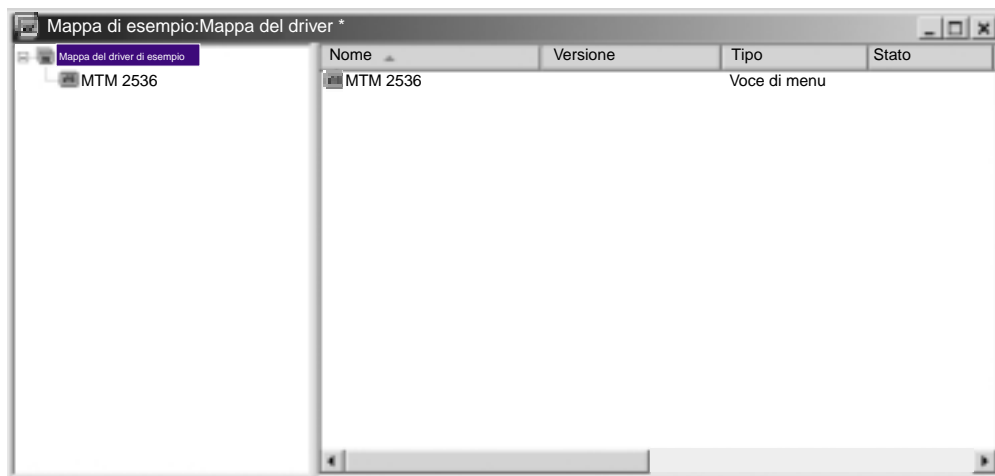 Mappa di esempio:Mappa del driver *
Mappa del driver di esempio
MTM 2536
Nome Versione Tipo Stato
MTM 2536 Voce di menu